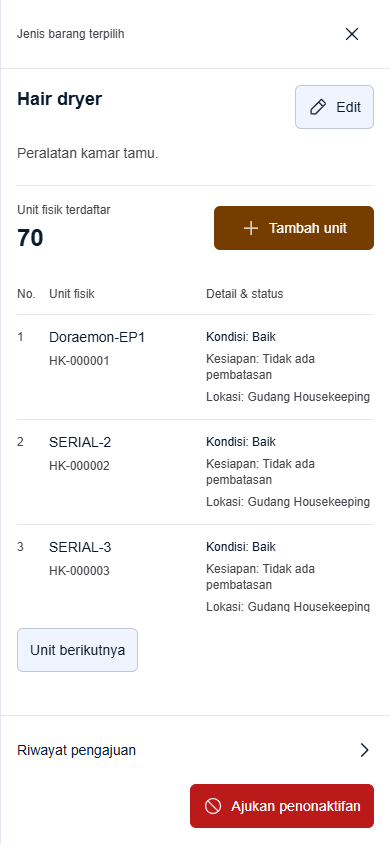 Jenis barang terpilih
Hair dryer
Edit
Peralatan kamar tamu.
Unit fisik terdaftar
70
Tambah unit
No. Unit fisik Detail & status
1 Doraemon-EP1 Kondisi: Baik
HK-000001 Kesiapan: Tidak ada
pembatasan
Lokasi: Gudang Housekeeping
2 SERIAL-2 Kondisi: Baik
HK-000002 Kesiapan: Tidak ada
pembatasan
Lokasi: Gudang Housekeeping
3 SERIAL-3 Kondisi: Baik
HK-000003 Kesiapan: Tidak ada
pembatasan
Lokasi: Gudang Housekeeping
Unit berikutnya
Riwayat pengajuan
Ajukan penonaktifan